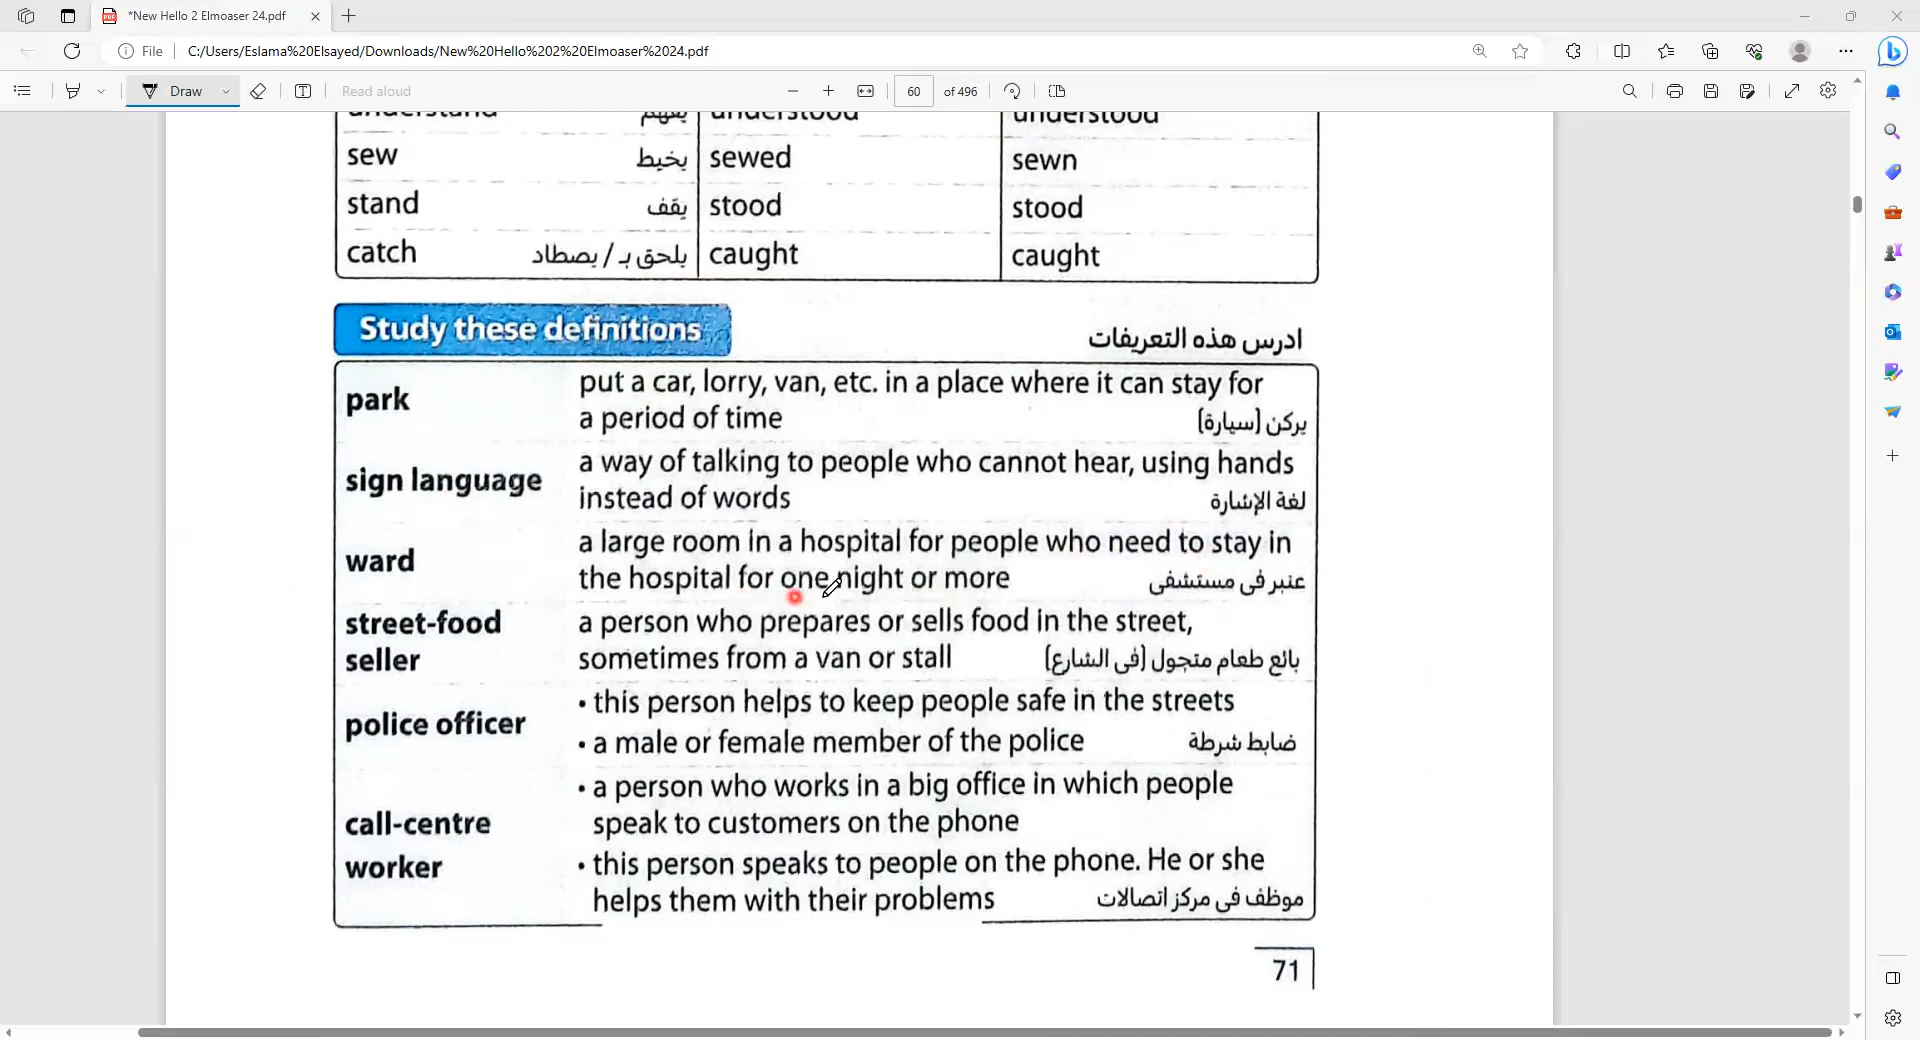 *New Hello 2 Elmoaser 24.pdf
File
C:/Users/Eslama%20Elsayed/Downloads/New%20Hello%202%20Elmoaser%2024.pdf
Draw
Read aloud
60 of 496
understand يفهم understood understood
sew يخيط sewed sewn
stand يقف stood stood
catch يلحق بـ / يصطاد caught caught
Study these definitions ادرس هذه التعريفات
park put a car, lorry, van, etc. in a place where it can stay for
a period of time يركن (سيارة)
sign language a way of talking to people who cannot hear, using hands
instead of words لغة الإشارة
ward a large room in a hospital for people who need to stay in
the hospital for one night or more عنبر فى مستشفى
street-food a person who prepares or sells food in the street,
seller sometimes from a van or stall بائع طعام متجول (فى الشارع)
police officer • this person helps to keep people safe in the streets
• a male or female member of the police ضابط شرطة
call-centre • a person who works in a big office in which people
speak to customers on the phone
worker • this person speaks to people on the phone. He or she
helps them with their problems موظف فى مركز اتصالات
71